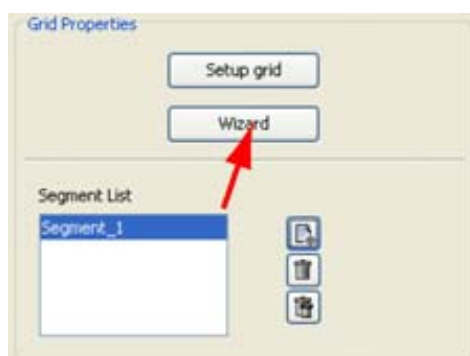 Grid Properties
Setup grid
Wizard
Segment List
Segment_1